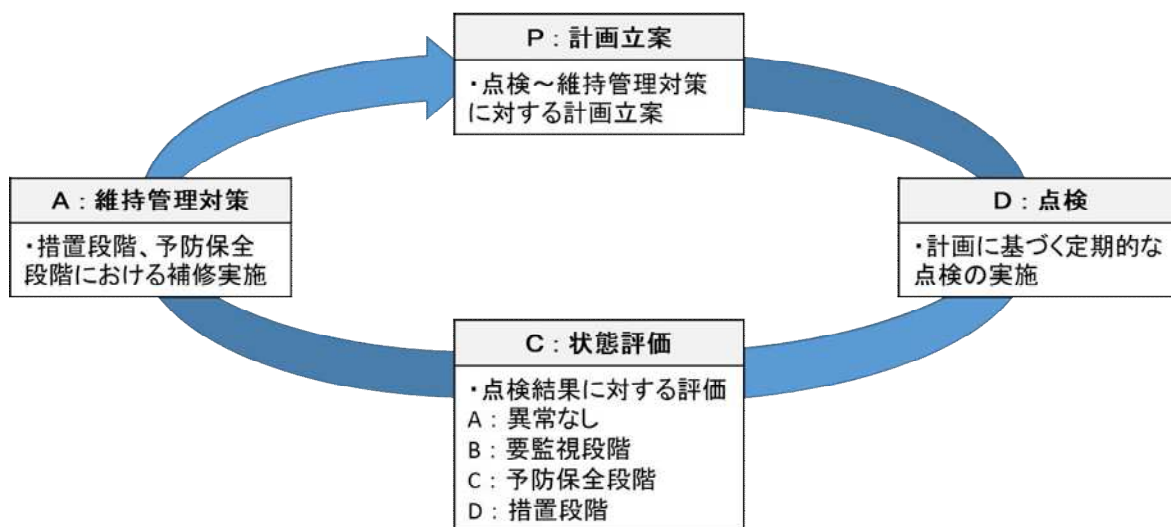 P：計画立案
・点検～維持管理対策
に対する計画立案
D：点検
・計画に基づく定期的な
点検の実施
C：状態評価
・点検結果に対する評価
A：異常なし
B：要監視段階
C：予防保全段階
D：措置段階
A：維持管理対策
・措置段階、予防保全
段階における補修実施